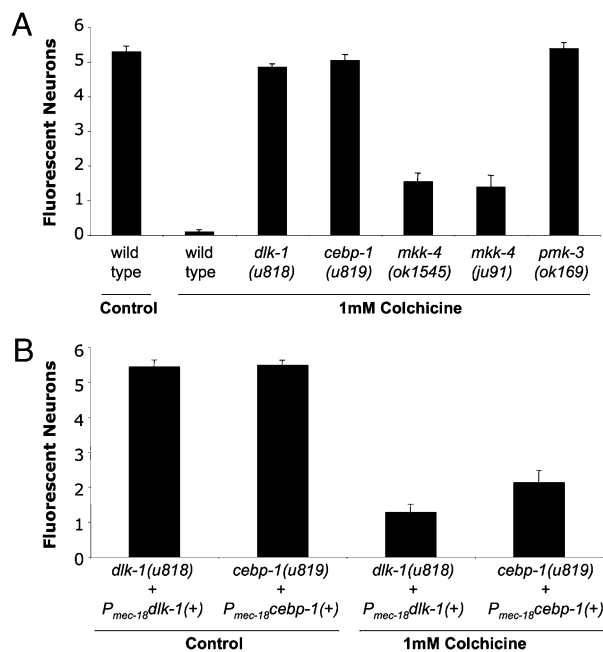 A
Fluorescent Neurons
6
5
4
3
2
1
0
wild type
wild type
dlk-1 (u818)
cebp-1 (u819)
mkk-4 (ok1545)
mkk-4 (ju91)
pmk-3 (ok169)
Control
1mM Colchicine
B
Fluorescent Neurons
6
5
4
3
2
1
0
dlk-1(u818) + Pmec-18dlk-1(+)
cebp-1(u819) + Pmec-18cebp-1(+)
dlk-1(u818) + Pmec-18dlk-1(+)
cebp-1(u819) + Pmec-18cebp-1(+)
Control
1mM Colchicine